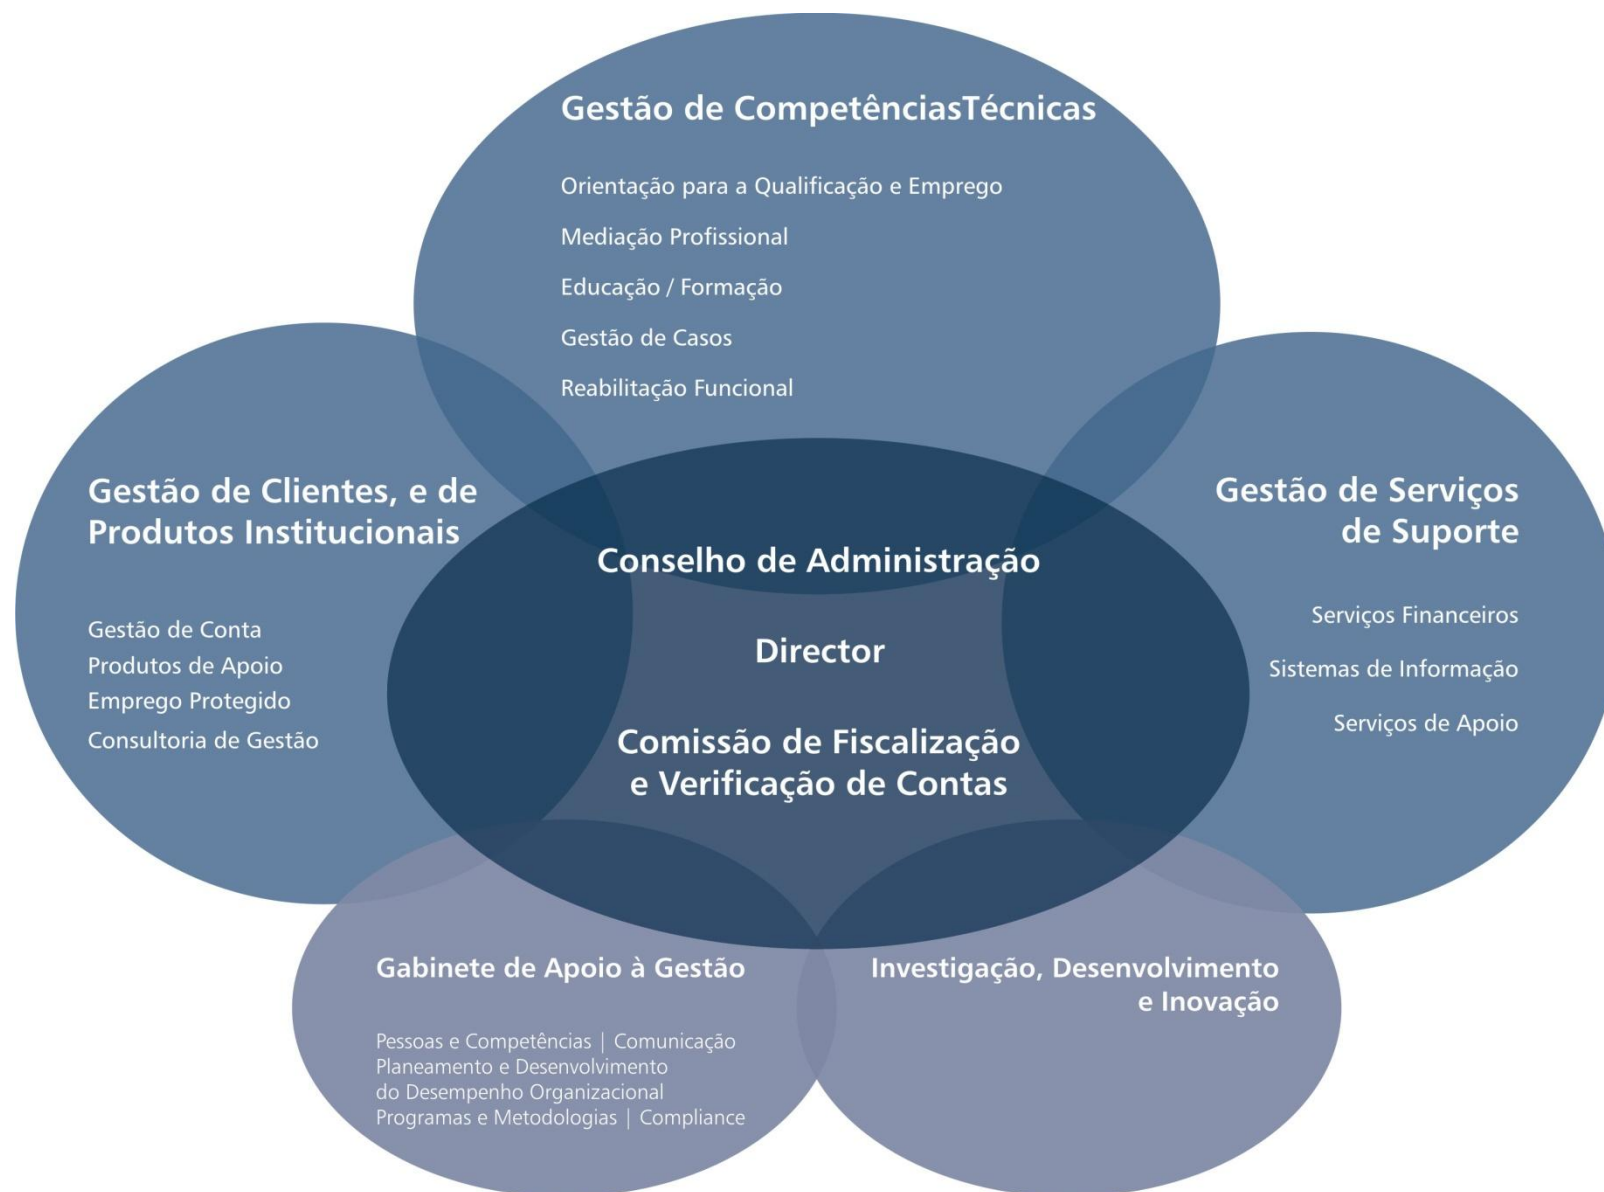 Gestão de CompetênciasTécnicas
Orientação para a Qualificação e Emprego
Mediação Profissional
Educação / Formação
Gestão de Casos
Reabilitação Funcional
Gestão de Clientes, e de
Produtos Institucionais
Gestão de Conta
Produtos de Apoio
Emprego Protegido
Consultoria de Gestão
Conselho de Administração
Director
Comissão de Fiscalização
e Verificação de Contas
Gestão de Serviços
de Suporte
Serviços Financeiros
Sistemas de Informação
Serviços de Apoio
Gabinete de Apoio à Gestão
Pessoas e Competências | Comunicação
Planeamento e Desenvolvimento
do Desempenho Organizacional
Programas e Metodologias | Compliance
Investigação, Desenvolvimento
e Inovação